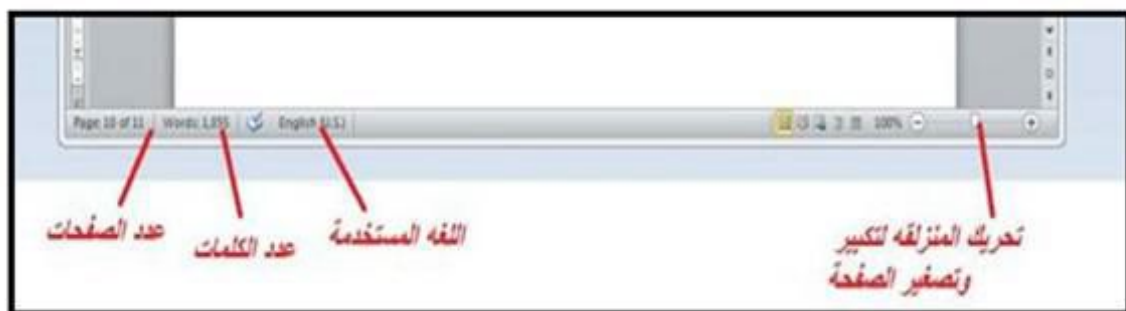 Page: 10 of 11 Words: 1,055 English (U.S.) 100%
عدد الصفحات
عدد الكلمات
اللغه المستخدمة
تحريك المنزلقه لتكبير
وتصغير الصفحة